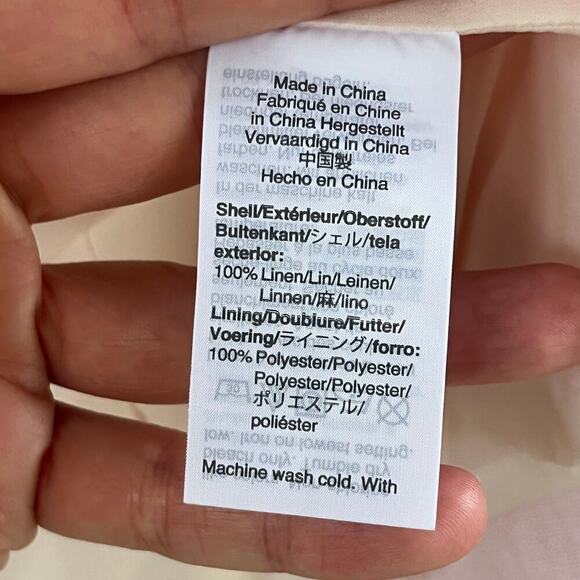 Made in China
Fabriqué en Chine
in China Hergestellt
Vervaardigd in China
中国製
Hecho en China
Shell/Extérieur/Oberstoff/
Buitenkant/シェル/tela
exterior:
100% Linen/Lin/Leinen/
Linnen/麻/lino
Lining/Doublure/Futter/
Voering/ライニング/forro:
100% Polyester/Polyester/
Polyester/Polyester/
ポリエステル/
poliéster
Machine wash cold. With